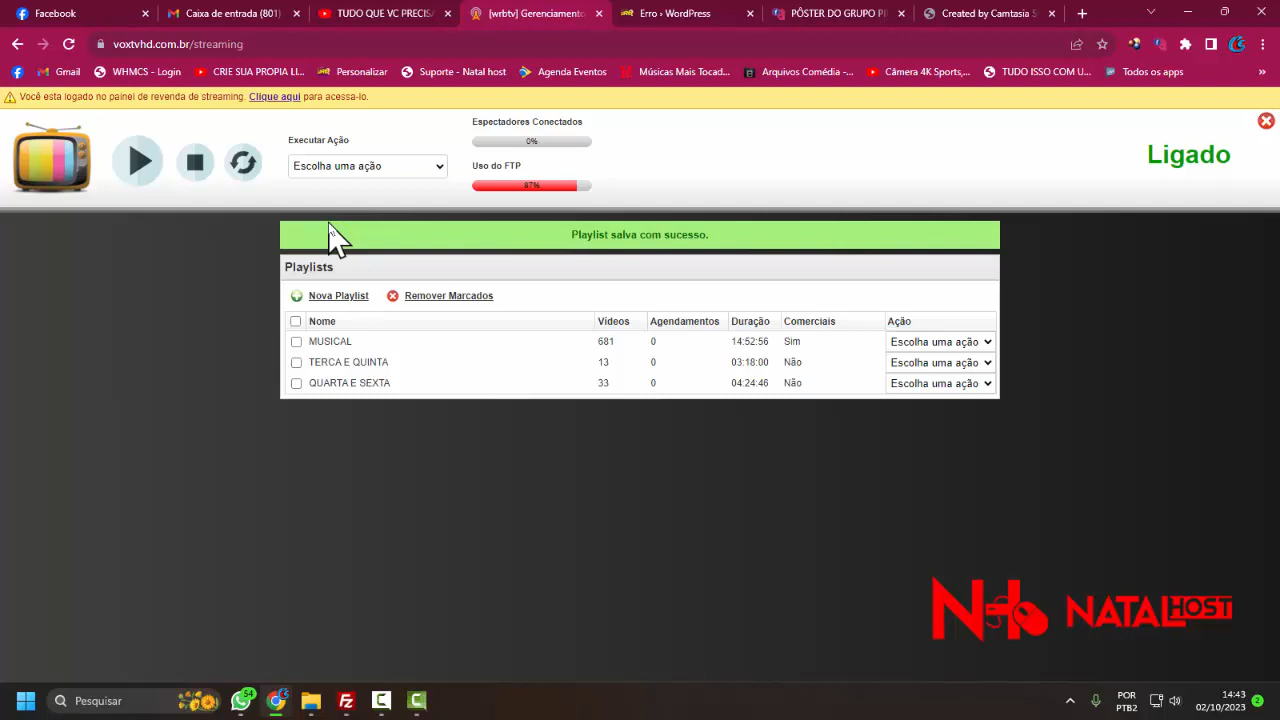 Facebook
Caixa de entrada (801)
TUDO QUE VC PRECISA
[wrbtv] Gerenciamento
Erro › WordPress
PÔSTER DO GRUPO PI
Created by Camtasia S
voxtvhd.com.br/streaming
Gmail
WHMCS - Login
CRIE SUA PROPIA LI...
Personalizar
Suporte - Natal host
Agenda Eventos
Músicas Mais Tocad...
Arquivos Comédia -...
Câmera 4K Sports,...
TUDO ISSO COM U...
Todos os apps
Você esta logado no painel de revenda de streaming. Clique aqui para acessa-lo.
Executar Ação
Escolha uma ação
Espectadores Conectados
0%
Uso do FTP
87%
Ligado
Playlist salva com sucesso.
Playlists
Nova Playlist Remover Marcados
Nome Vídeos Agendamentos Duração Comerciais Ação
MUSICAL 681 0 14:52:56 Sim Escolha uma ação
TERCA E QUINTA 13 0 03:18:00 Não Escolha uma ação
QUARTA E SEXTA 33 0 04:24:46 Não Escolha uma ação
NATALHOST
Pesquisar
54
POR
PTB2
14:43
02/10/2023
2